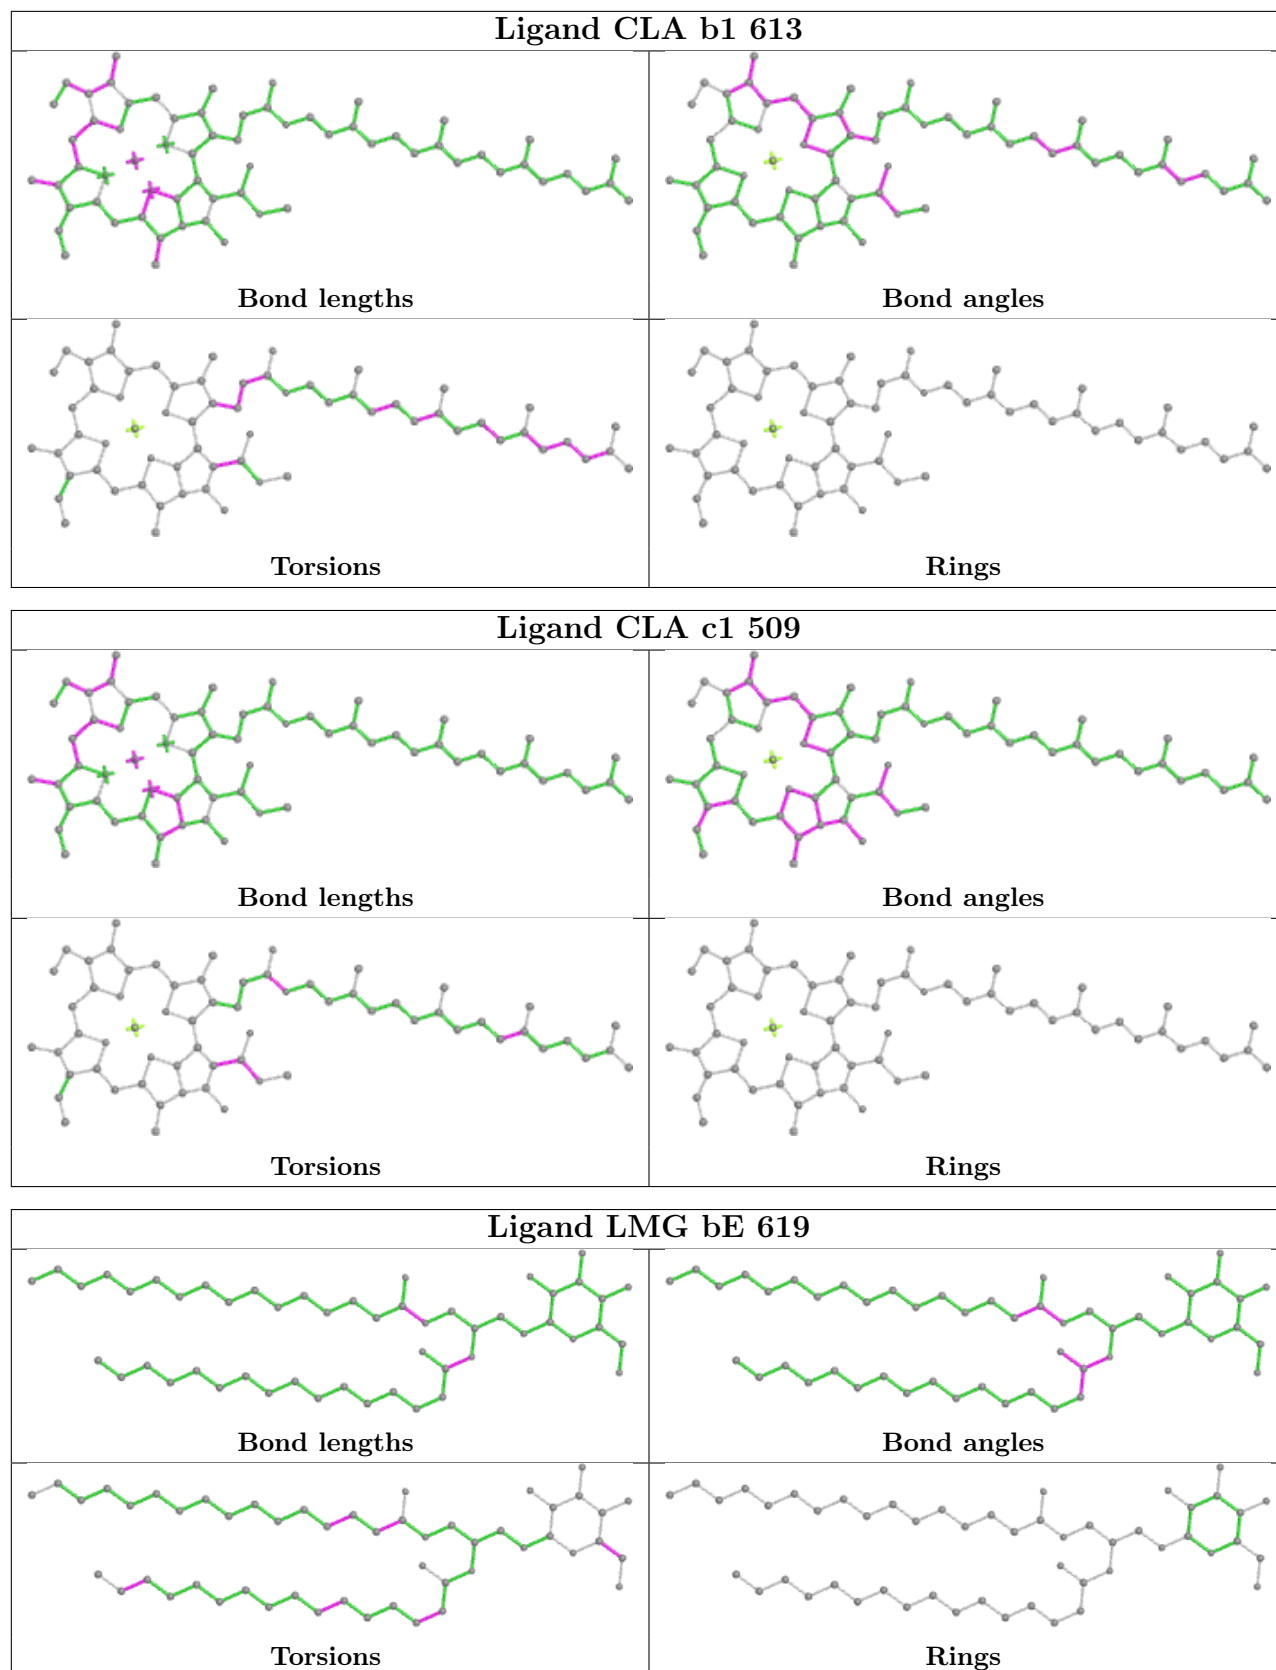 Ligand CLA b1 613
Bond lengths
Bond angles
Torsions
Rings
Ligand CLA c1 509
Bond lengths
Bond angles
Torsions
Rings
Ligand LMG bE 619
Bond lengths
Bond angles
Torsions
Rings